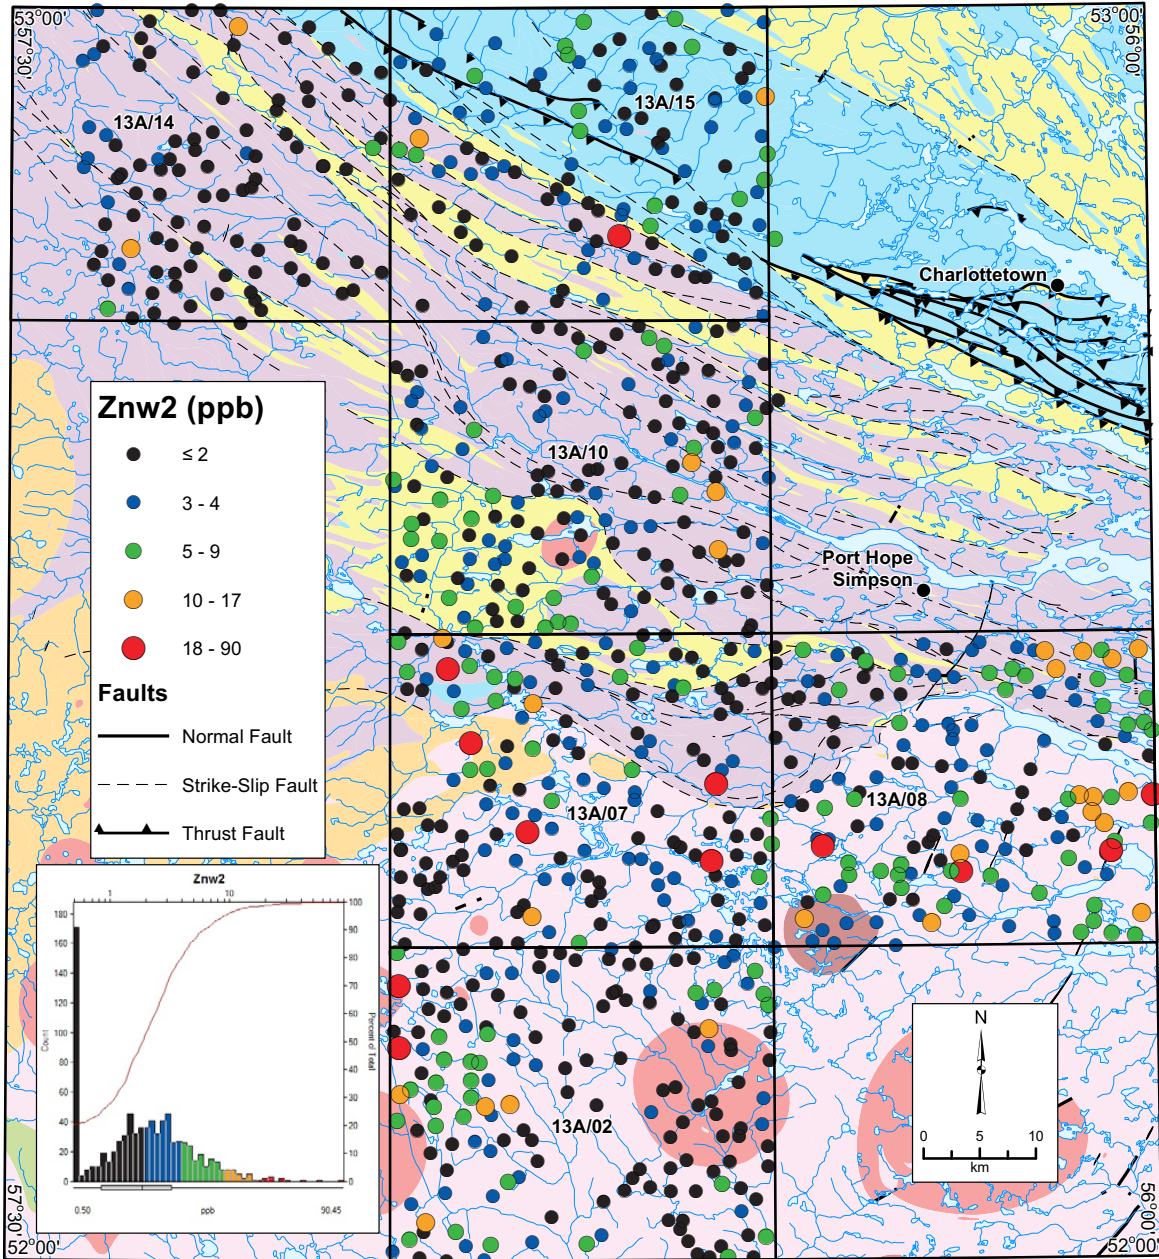 53°00'
57°30'
53°00'
56°00'
13A/15
13A/14
Charlottetown
Znw2 (ppb)
≤ 2
3 - 4
5 - 9
10 - 17
18 - 90
Faults
Normal Fault
Strike-Slip Fault
Thrust Fault
13A/10
Port Hope
Simpson
13A/07
13A/08
Znw2
1 10
180
160
140
120
100
80
60
40
20
0
Count
100
90
80
70
60
50
40
30
20
10
0
Percent of Total
0.50 ppb 90.45
13A/02
N
0 5 10
km
57°30'
52°00'
56°00'
52°00'